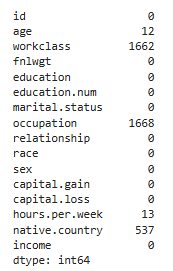 id 0
age 12
workclass 1662
fnlwgt 0
education 0
education.num 0
marital.status 0
occupation 1668
relationship 0
race 0
sex 0
capital.gain 0
capital.loss 0
hours.per.week 13
native.country 537
income 0
dtype: int64